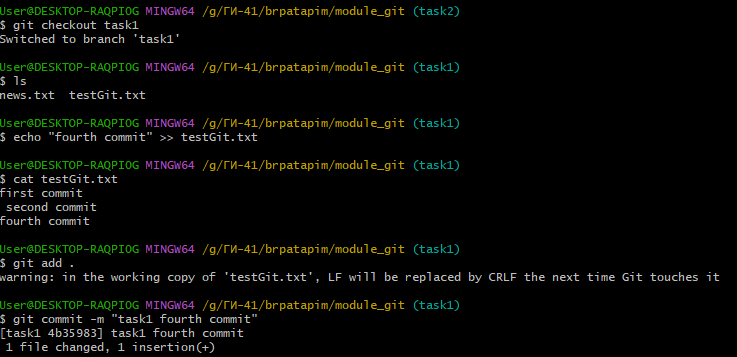 User@DESKTOP-RAQPIOG MINGW64 /g/ГИ-41/brpatapim/module_git (task2)
$ git checkout task1
Switched to branch 'task1'
User@DESKTOP-RAQPIOG MINGW64 /g/ГИ-41/brpatapim/module_git (task1)
$ ls
news.txt  testGit.txt
User@DESKTOP-RAQPIOG MINGW64 /g/ГИ-41/brpatapim/module_git (task1)
$ echo "fourth commit" >> testGit.txt
User@DESKTOP-RAQPIOG MINGW64 /g/ГИ-41/brpatapim/module_git (task1)
$ cat testGit.txt
first commit
 second commit
fourth commit
User@DESKTOP-RAQPIOG MINGW64 /g/ГИ-41/brpatapim/module_git (task1)
$ git add .
warning: in the working copy of 'testGit.txt', LF will be replaced by CRLF the next time Git touches it
User@DESKTOP-RAQPIOG MINGW64 /g/ГИ-41/brpatapim/module_git (task1)
$ git commit -m "task1 fourth commit"
[task1 4b35983] task1 fourth commit
 1 file changed, 1 insertion(+)